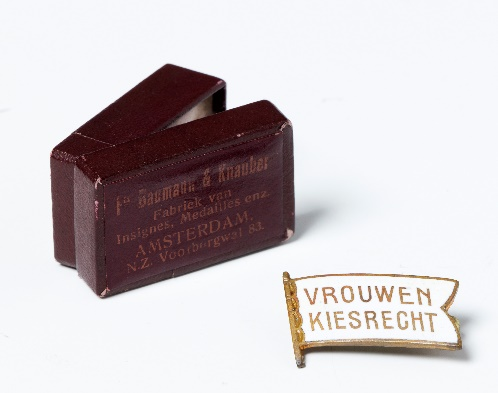 Fa Baumann & Knauber
Fabriek van
Insignes, Medailles enz.
AMSTERDAM.
N.Z. Voorburgwal 83.
VROUWEN
KIESRECHT